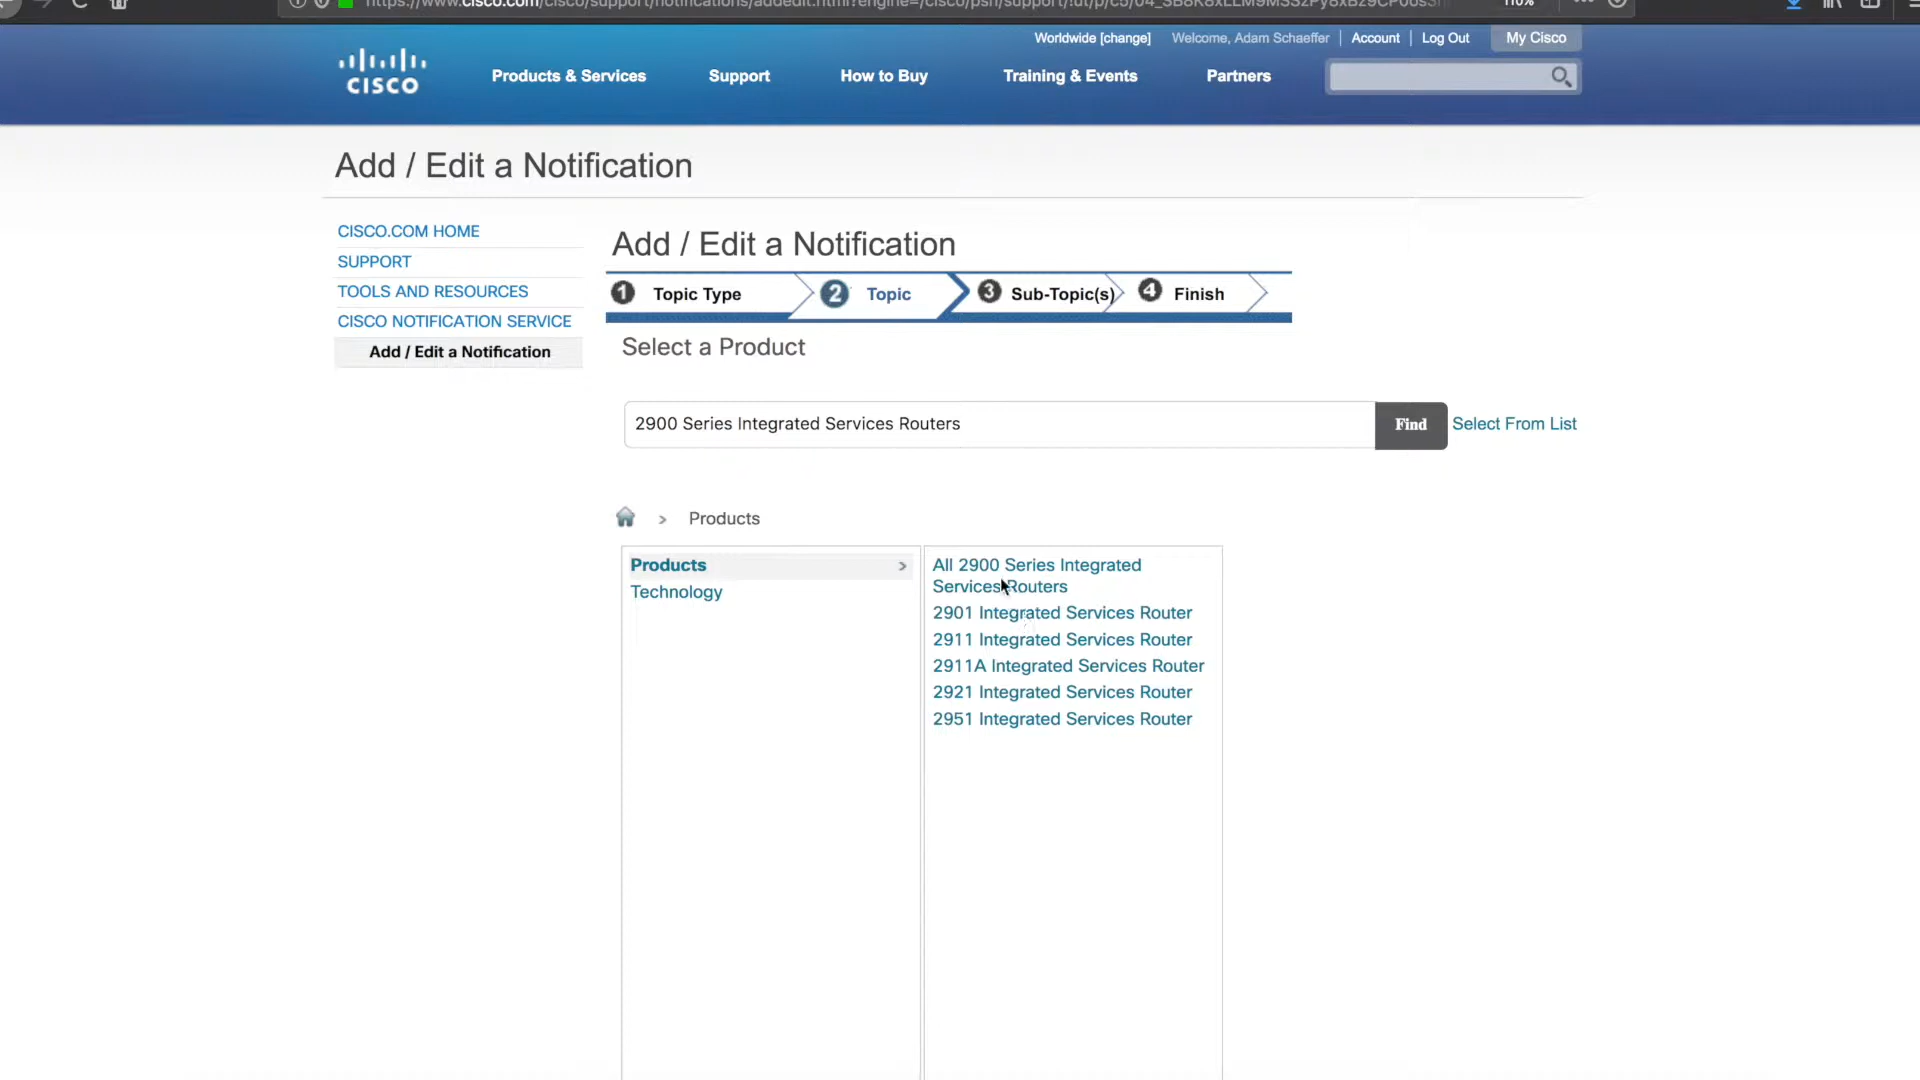 Worldwide [change] Welcome, Adam Schaeffer | Account | Log Out My Cisco
CISCO
Products & Services Support How to Buy Training & Events Partners
Add / Edit a Notification
CISCO.COM HOME
SUPPORT
TOOLS AND RESOURCES
CISCO NOTIFICATION SERVICE
Add / Edit a Notification
Add / Edit a Notification
1 Topic Type 2 Topic 3 Sub-Topic(s) 4 Finish
Select a Product
2900 Series Integrated Services Routers Find Select From List
> Products
Products >
Technology
All 2900 Series Integrated
Services Routers
2901 Integrated Services Router
2911 Integrated Services Router
2911A Integrated Services Router
2921 Integrated Services Router
2951 Integrated Services Router